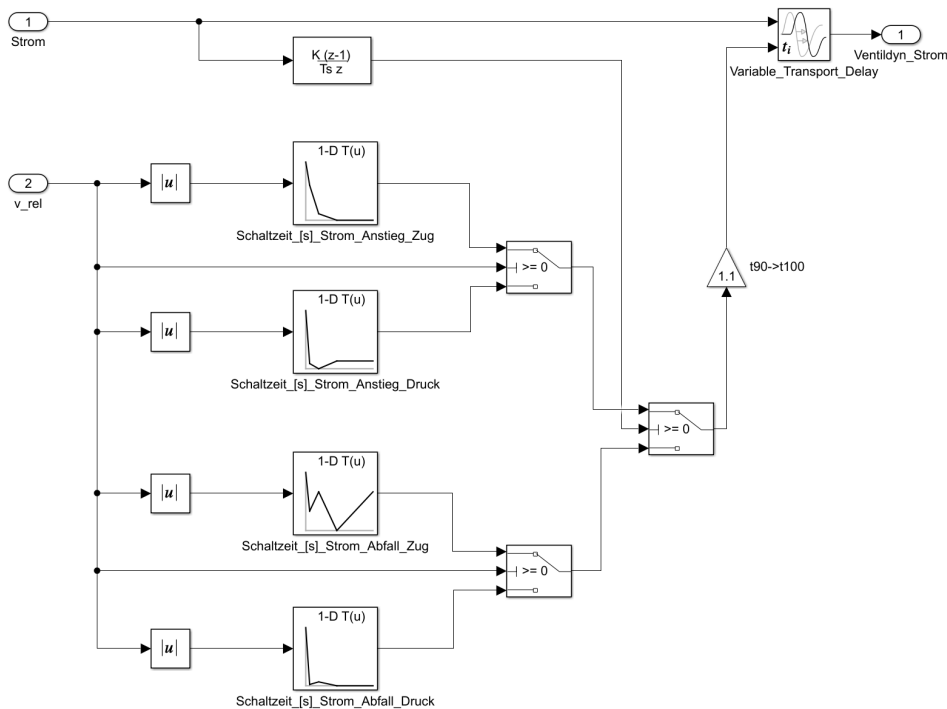 1
Strom
K (z-1)
Ts z
t_i
Variable_Transport_Delay
1
Ventildyn_Strom
1-D T(u)
2
v_rel
|u|
Schaltzeit_[s]_Strom_Anstieg_Zug
>= 0
1.1
t90->t100
1-D T(u)
|u|
Schaltzeit_[s]_Strom_Anstieg_Druck
>= 0
1-D T(u)
|u|
Schaltzeit_[s]_Strom_Abfall_Zug
>= 0
1-D T(u)
|u|
Schaltzeit_[s]_Strom_Abfall_Druck